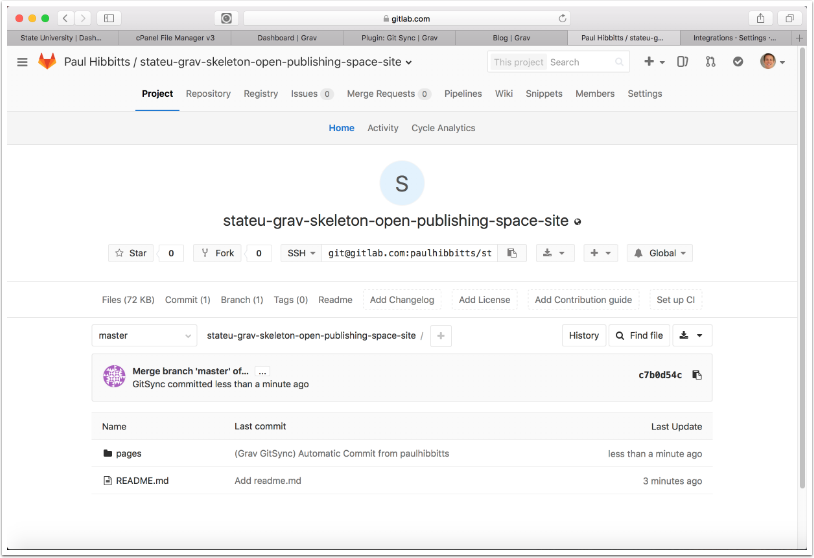 gitlab.com
State University | Dash... cPanel File Manager v3 Dashboard | Grav Plugin: Git Sync | Grav Blog | Grav Paul Hibbitts / stateu-g... Integrations · Settings ·... +
Paul Hibbitts / stateu-grav-skeleton-open-publishing-space-site This project Search
Project Repository Registry Issues 0 Merge Requests 0 Pipelines Wiki Snippets Members Settings
Home Activity Cycle Analytics
S
stateu-grav-skeleton-open-publishing-space-site
Star 0 Fork 0 SSH git@gitlab.com:paulhibbitts/st + Global
Files (72 KB) Commit (1) Branch (1) Tags (0) Readme Add Changelog Add License Add Contribution guide Set up CI
master stateu-grav-skeleton-open-publishing-space-site / + History Find file
Merge branch 'master' of... ...
GitSync committed less than a minute ago c7b0d54c
Name Last commit Last Update
pages (Grav GitSync) Automatic Commit from paulhibbitts less than a minute ago
README.md Add readme.md 3 minutes ago